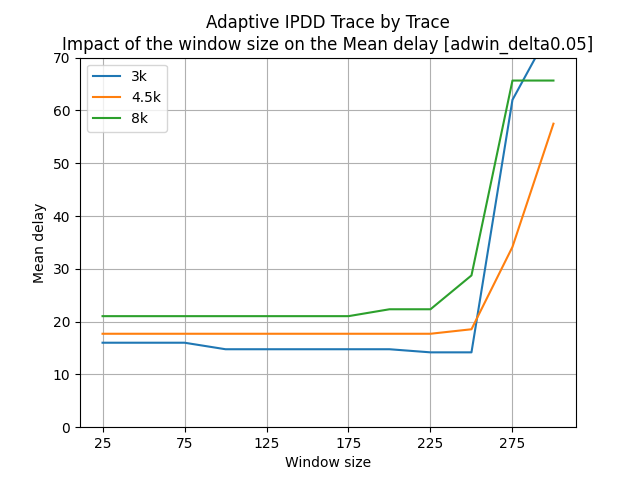 Adaptive IPDD Trace by Trace
Impact of the window size on the Mean delay [adwin_delta0.05]
70
60
50
40
30
20
10
0
Mean delay
3k
4.5k
8k
25 75 125 175 225 275
Window size